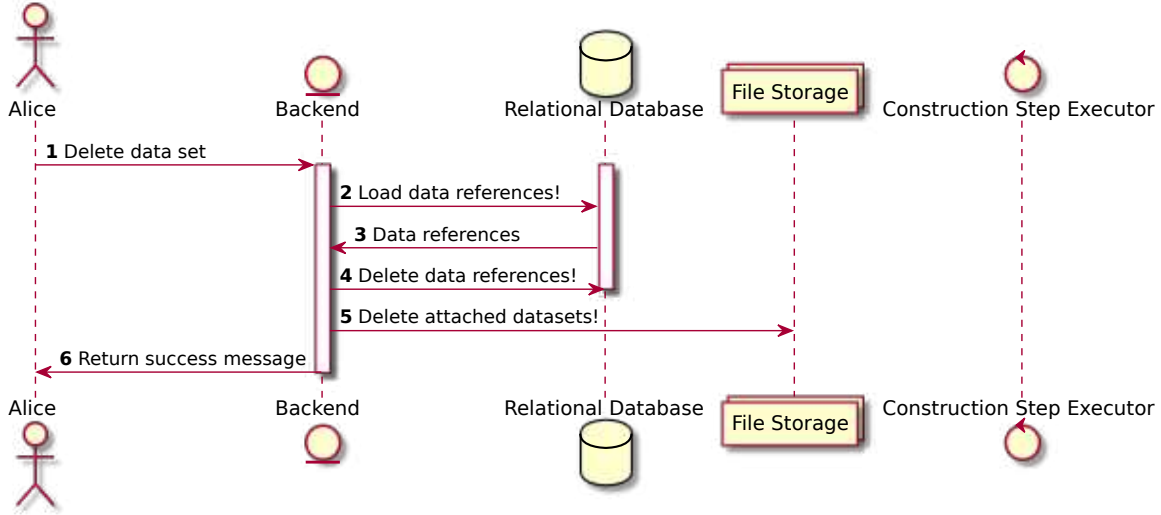 Alice
Backend
Relational Database
File Storage
Construction Step Executor
1 Delete data set
2 Load data references!
3 Data references
4 Delete data references!
5 Delete attached datasets!
6 Return success message
Alice
Backend
Relational Database
File Storage
Construction Step Executor